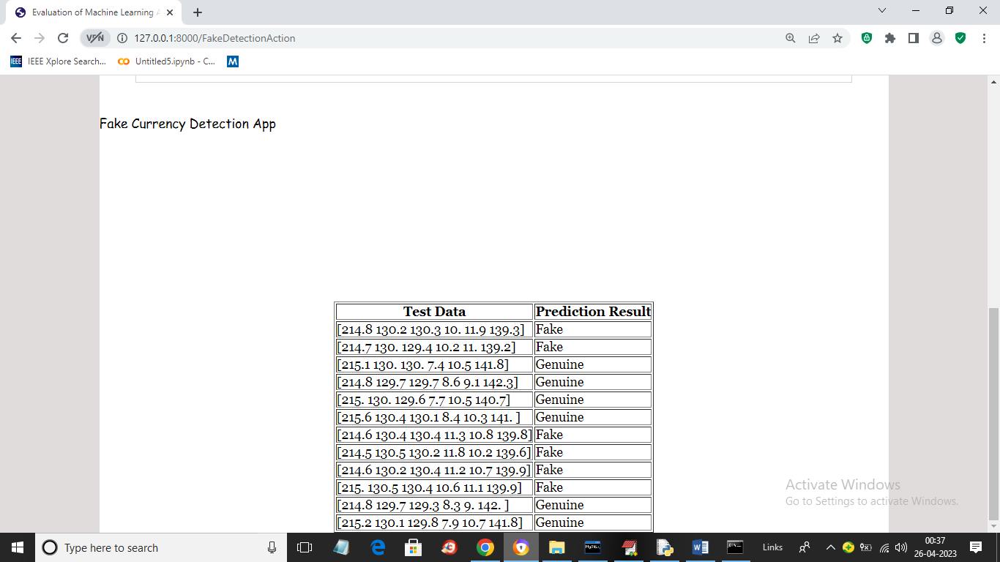 Evaluation of Machine Learning
VPN 127.0.0.1:8000/FakeDetectionAction
IEEE IEEE Xplore Search... Untitled5.ipynb - C... M
Fake Currency Detection App
Test Data Prediction Result
[214.8 130.2 130.3 10. 11.9 139.3] Fake
[214.7 130. 129.4 10.2 11. 139.2] Fake
[215.1 130. 130. 7.4 10.5 141.8] Genuine
[214.8 129.7 129.7 8.6 9.1 142.3] Genuine
[215. 130. 129.6 7.7 10.5 140.7] Genuine
[215.6 130.4 130.1 8.4 10.3 141. ] Genuine
[214.6 130.4 130.4 11.3 10.8 139.8] Fake
[214.5 130.5 130.2 11.8 10.2 139.6] Fake
[214.6 130.2 130.4 11.2 10.7 139.9] Fake
[215. 130.5 130.4 10.6 11.1 139.9] Fake
[214.8 129.7 129.3 8.3 9. 142. ] Genuine
[215.2 130.1 129.8 7.9 10.7 141.8] Genuine
Activate Windows
Go to Settings to activate Windows.
Type here to search
Links
00:37
26-04-2023